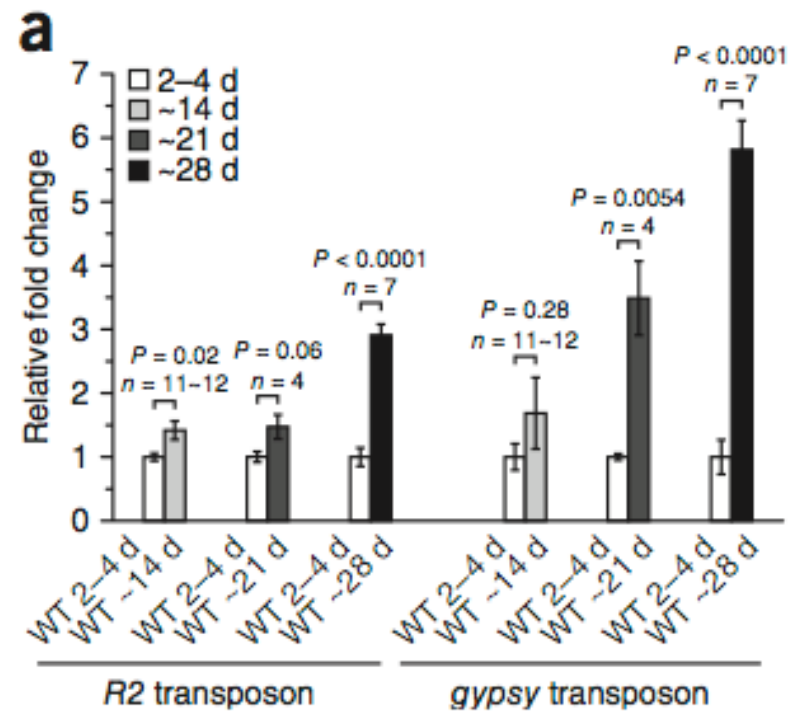 a
Relative fold change
7
6
5
4
3
2
1
0
2–4 d
~14 d
~21 d
~28 d
P = 0.02
n = 11–12
P = 0.06
n = 4
P < 0.0001
n = 7
P = 0.28
n = 11–12
P = 0.0054
n = 4
P < 0.0001
n = 7
WT 2–4 d
WT ~14 d
WT 2–4 d
WT ~21 d
WT 2–4 d
WT ~28 d
WT 2–4 d
WT ~14 d
WT 2–4 d
WT ~21 d
WT 2–4 d
WT ~28 d
R2 transposon
gypsy transposon